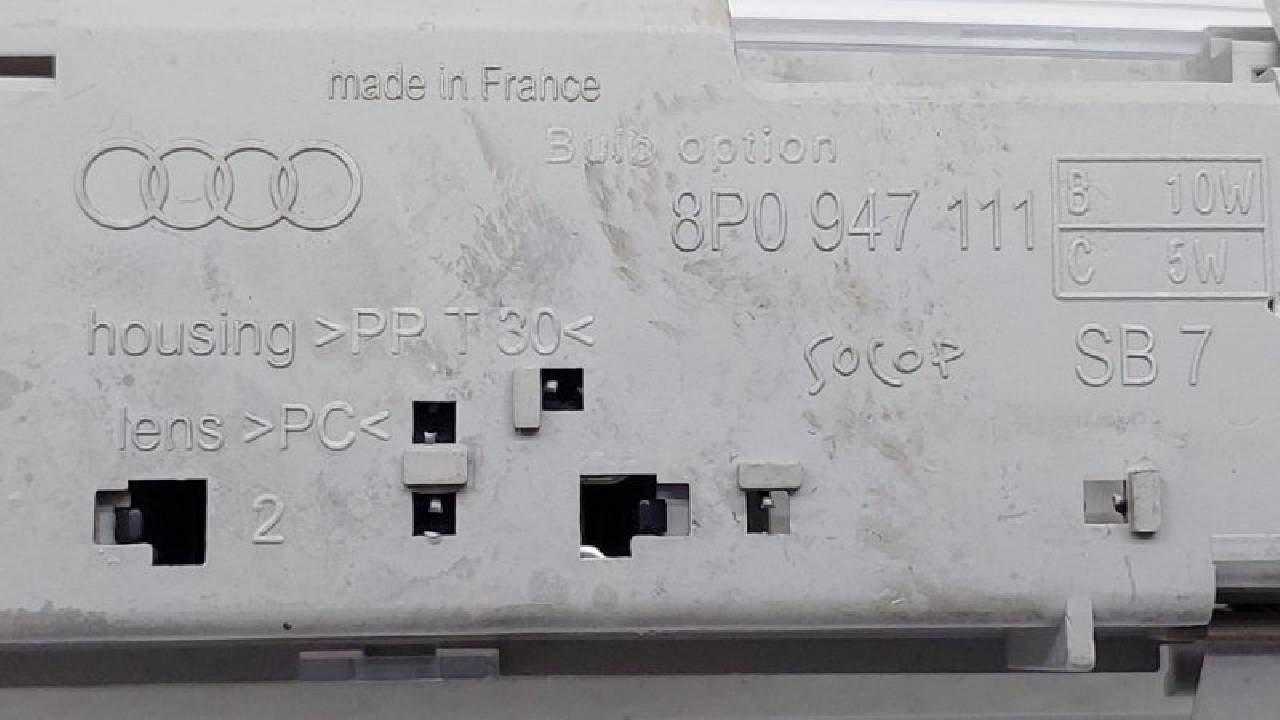 made in France
Bulb option
8P0 947 111
B 10W
C 5W
housing >PP T 30<
SOCOP
SB 7
lens >PC<
2